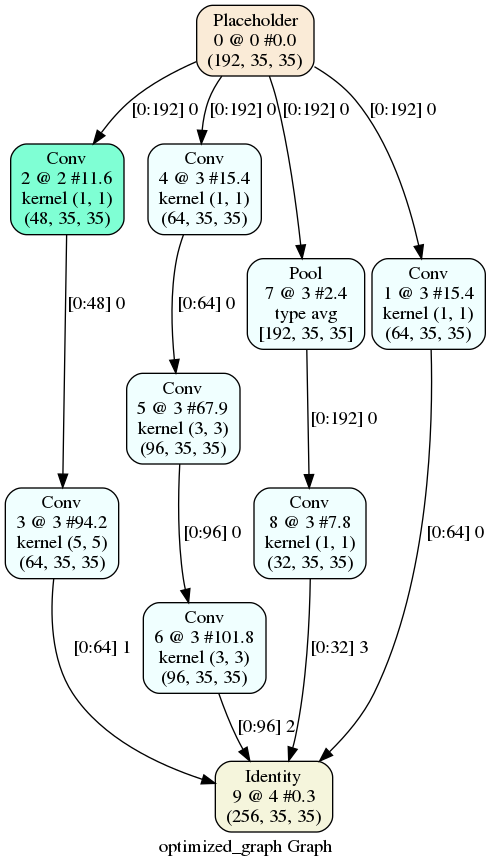 Placeholder
0 @ 0 #0.0
(192, 35, 35)
[0:192] 0
[0:192] 0
[0:192] 0
[0:192] 0
Conv
2 @ 2 #11.6
kernel (1, 1)
(48, 35, 35)
Conv
4 @ 3 #15.4
kernel (1, 1)
(64, 35, 35)
Pool
7 @ 3 #2.4
type avg
[192, 35, 35]
Conv
1 @ 3 #15.4
kernel (1, 1)
(64, 35, 35)
[0:48] 0
[0:64] 0
Conv
5 @ 3 #67.9
kernel (3, 3)
(96, 35, 35)
[0:192] 0
Conv
3 @ 3 #94.2
kernel (5, 5)
(64, 35, 35)
[0:96] 0
Conv
8 @ 3 #7.8
kernel (1, 1)
(32, 35, 35)
[0:64] 0
Conv
6 @ 3 #101.8
kernel (3, 3)
(96, 35, 35)
[0:64] 1
[0:32] 3
[0:96] 2
Identity
9 @ 4 #0.3
(256, 35, 35)
optimized_graph Graph